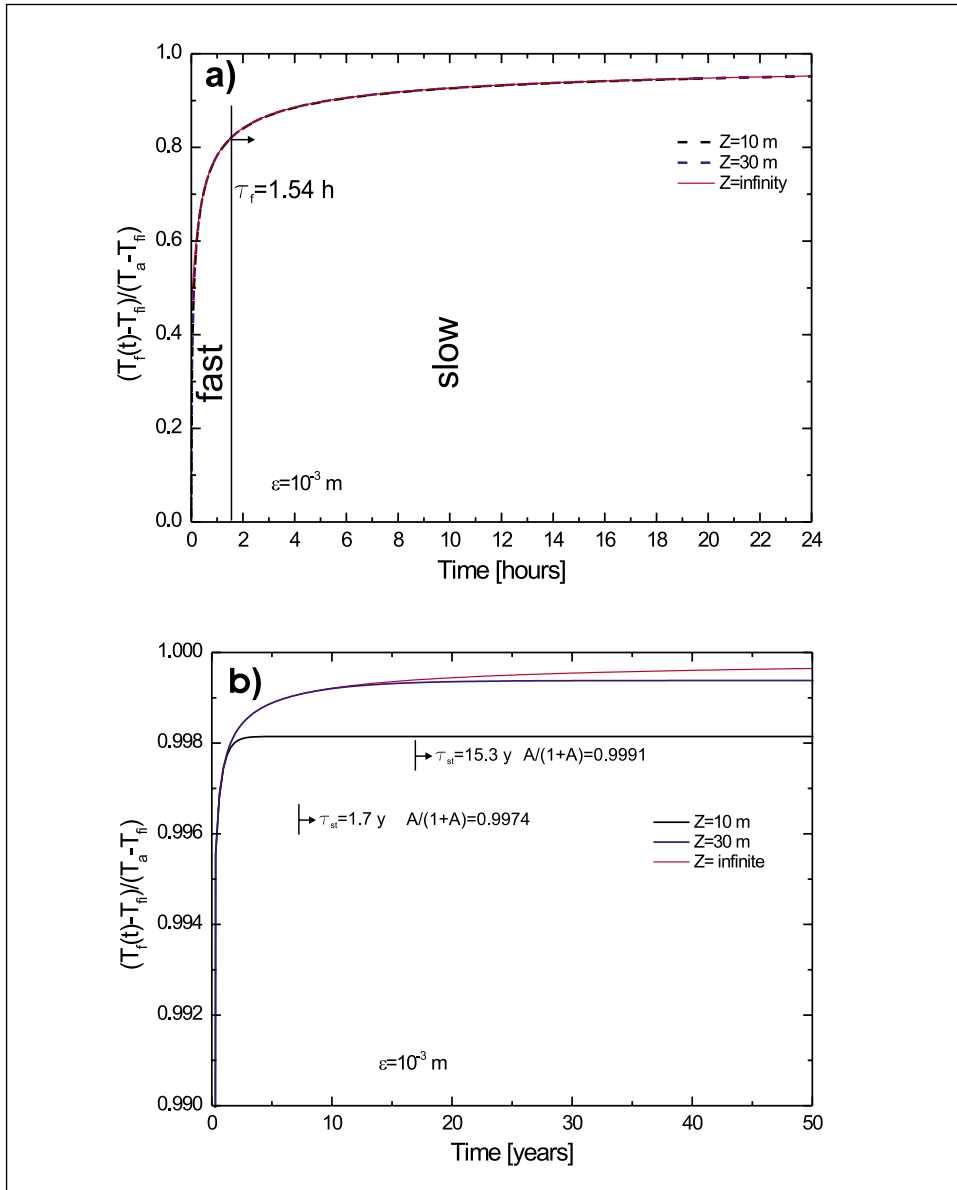 a)
1.0
0.8
0.6
0.4
0.2
0.0
(T_f(t)-T_fi)/(T_a-T_fi)
Z=10 m
Z=30 m
Z=infinity
τ_f=1.54 h
fast
slow
ε=10^-3 m
0 2 4 6 8 10 12 14 16 18 20 22 24
Time [hours]
b)
1.000
0.998
0.996
0.994
0.992
0.990
(T_f(t)-T_fi)/(T_a-T_fi)
τ_st=15.3 y A/(1+A)=0.9991
τ_st=1.7 y A/(1+A)=0.9974
Z=10 m
Z=30 m
Z= infinite
ε=10^-3 m
0 10 20 30 40 50
Time [years]